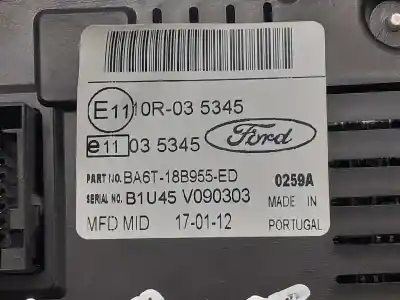 E11 10R-03 5345
e11 03 5345
Ford
PART NO. BA6T-18B955-ED 0259A
SERIAL NO. B1U45 V090303 MADE IN
MFD MID 17-01-12 PORTUGAL